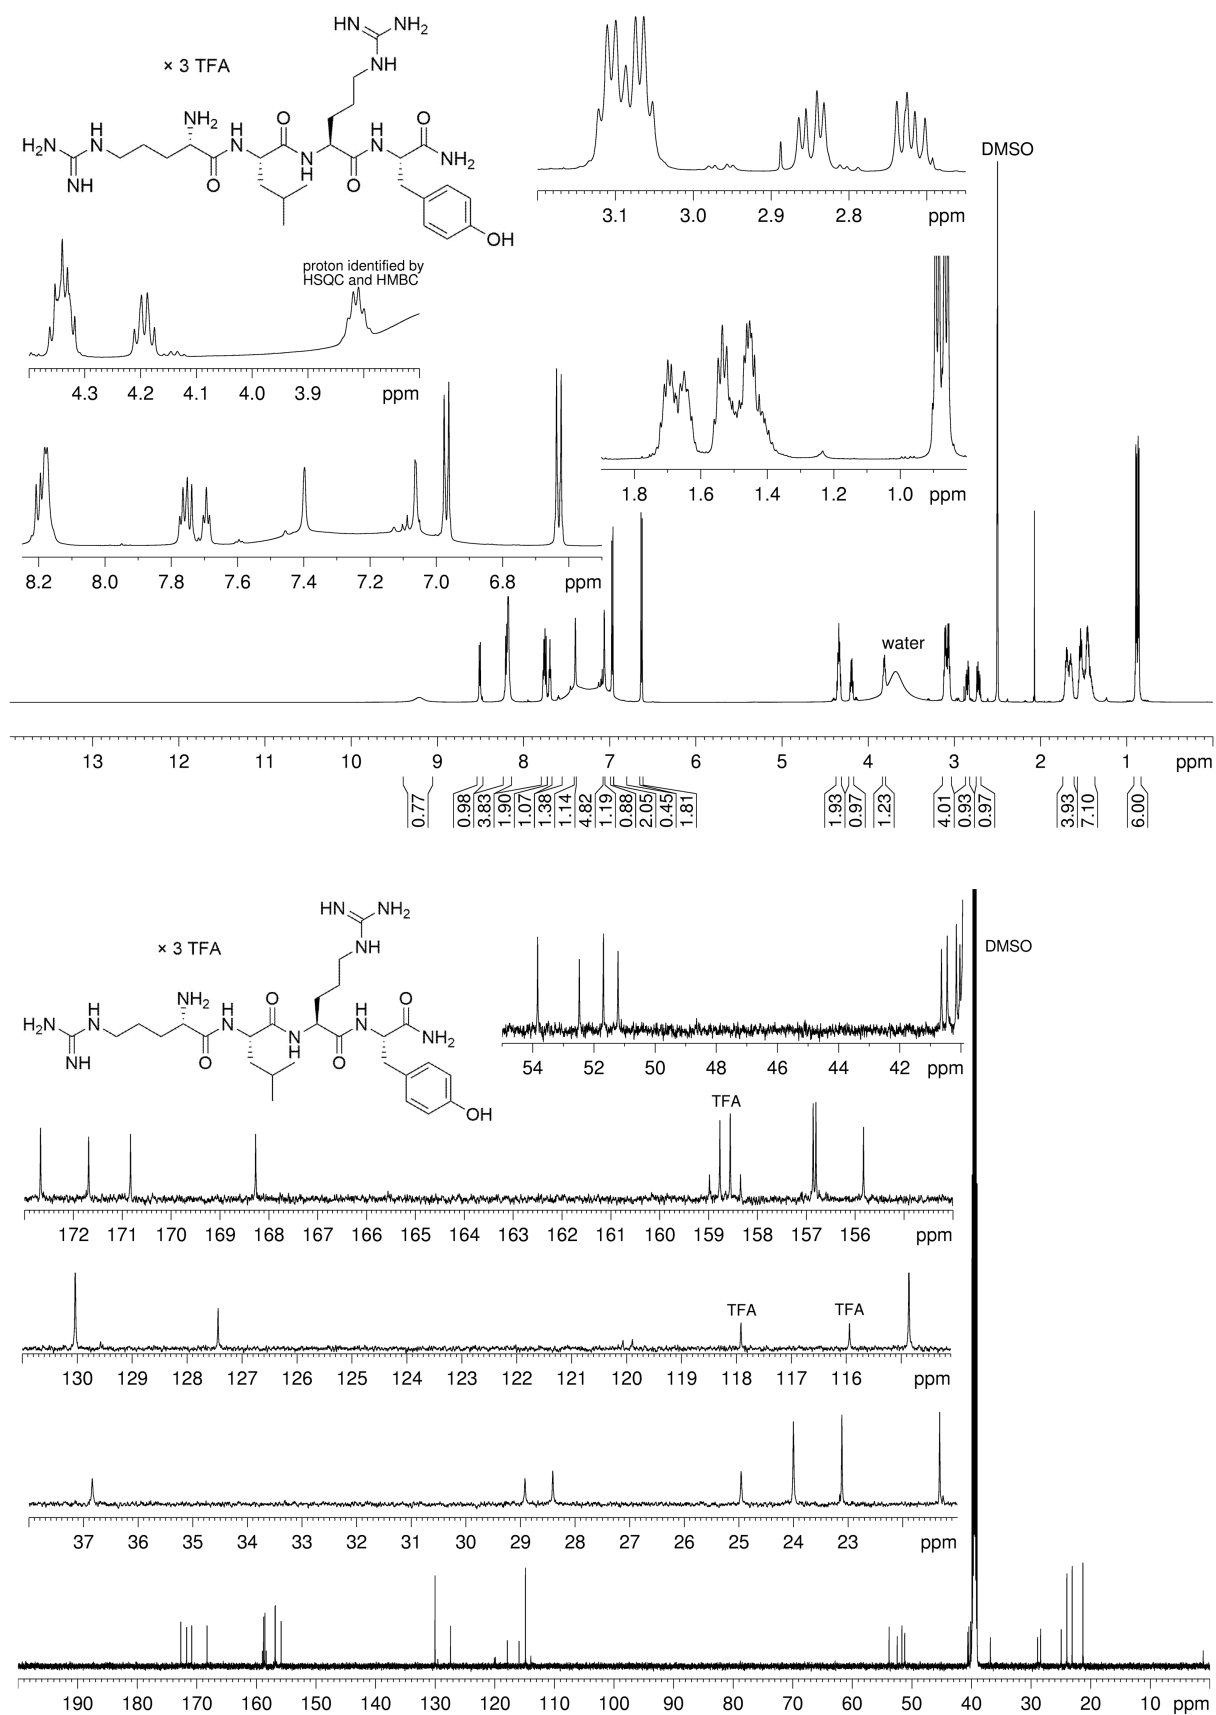 HN NH2
× 3 TFA
NH
NH2 O O
H H H
H2N N N N NH2
NH O N O
H
OH
3.1 3.0 2.9 2.8 ppm
DMSO
proton identified by
HSQC and HMBC
4.3 4.2 4.1 4.0 3.9 ppm
1.8 1.6 1.4 1.2 1.0 ppm
8.2 8.0 7.8 7.6 7.4 7.2 7.0 6.8 ppm
water
13 12 11 10 9 8 7 6 5 4 3 2 1 ppm
0.77 0.98 3.83 1.90 1.07 1.38 1.14 4.82 1.19 0.88 2.05 0.45 1.81 1.93 0.97 1.23 4.01 0.93 0.97 3.93 7.10 6.00
HN NH2
× 3 TFA
NH
NH2 O O
H H H
H2N N N N NH2
NH O N O
H
OH
DMSO
54 52 50 48 46 44 42 ppm
TFA
172 171 170 169 168 167 166 165 164 163 162 161 160 159 158 157 156 ppm
TFA TFA
130 129 128 127 126 125 124 123 122 121 120 119 118 117 116 ppm
37 36 35 34 33 32 31 30 29 28 27 26 25 24 23 ppm
190 180 170 160 150 140 130 120 110 100 90 80 70 60 50 40 30 20 10 ppm